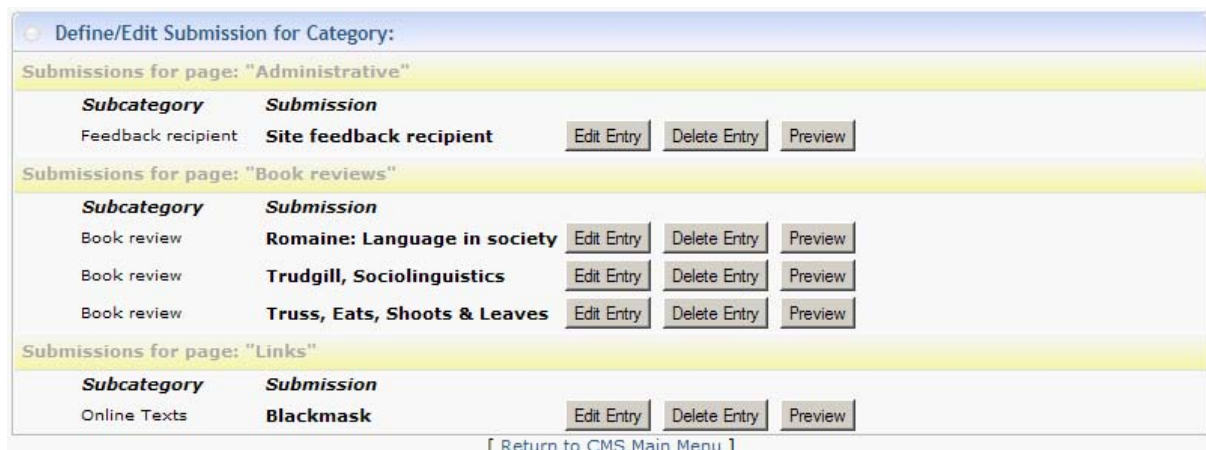 Define/Edit Submission for Category:
Submissions for page: "Administrative"
Subcategory Submission
Feedback recipient Site feedback recipient Edit Entry Delete Entry Preview
Submissions for page: "Book reviews"
Subcategory Submission
Book review Romaine: Language in society Edit Entry Delete Entry Preview
Book review Trudgill, Sociolinguistics Edit Entry Delete Entry Preview
Book review Truss, Eats, Shoots & Leaves Edit Entry Delete Entry Preview
Submissions for page: "Links"
Subcategory Submission
Online Texts Blackmask Edit Entry Delete Entry Preview
[ Return to CMS Main Menu ]